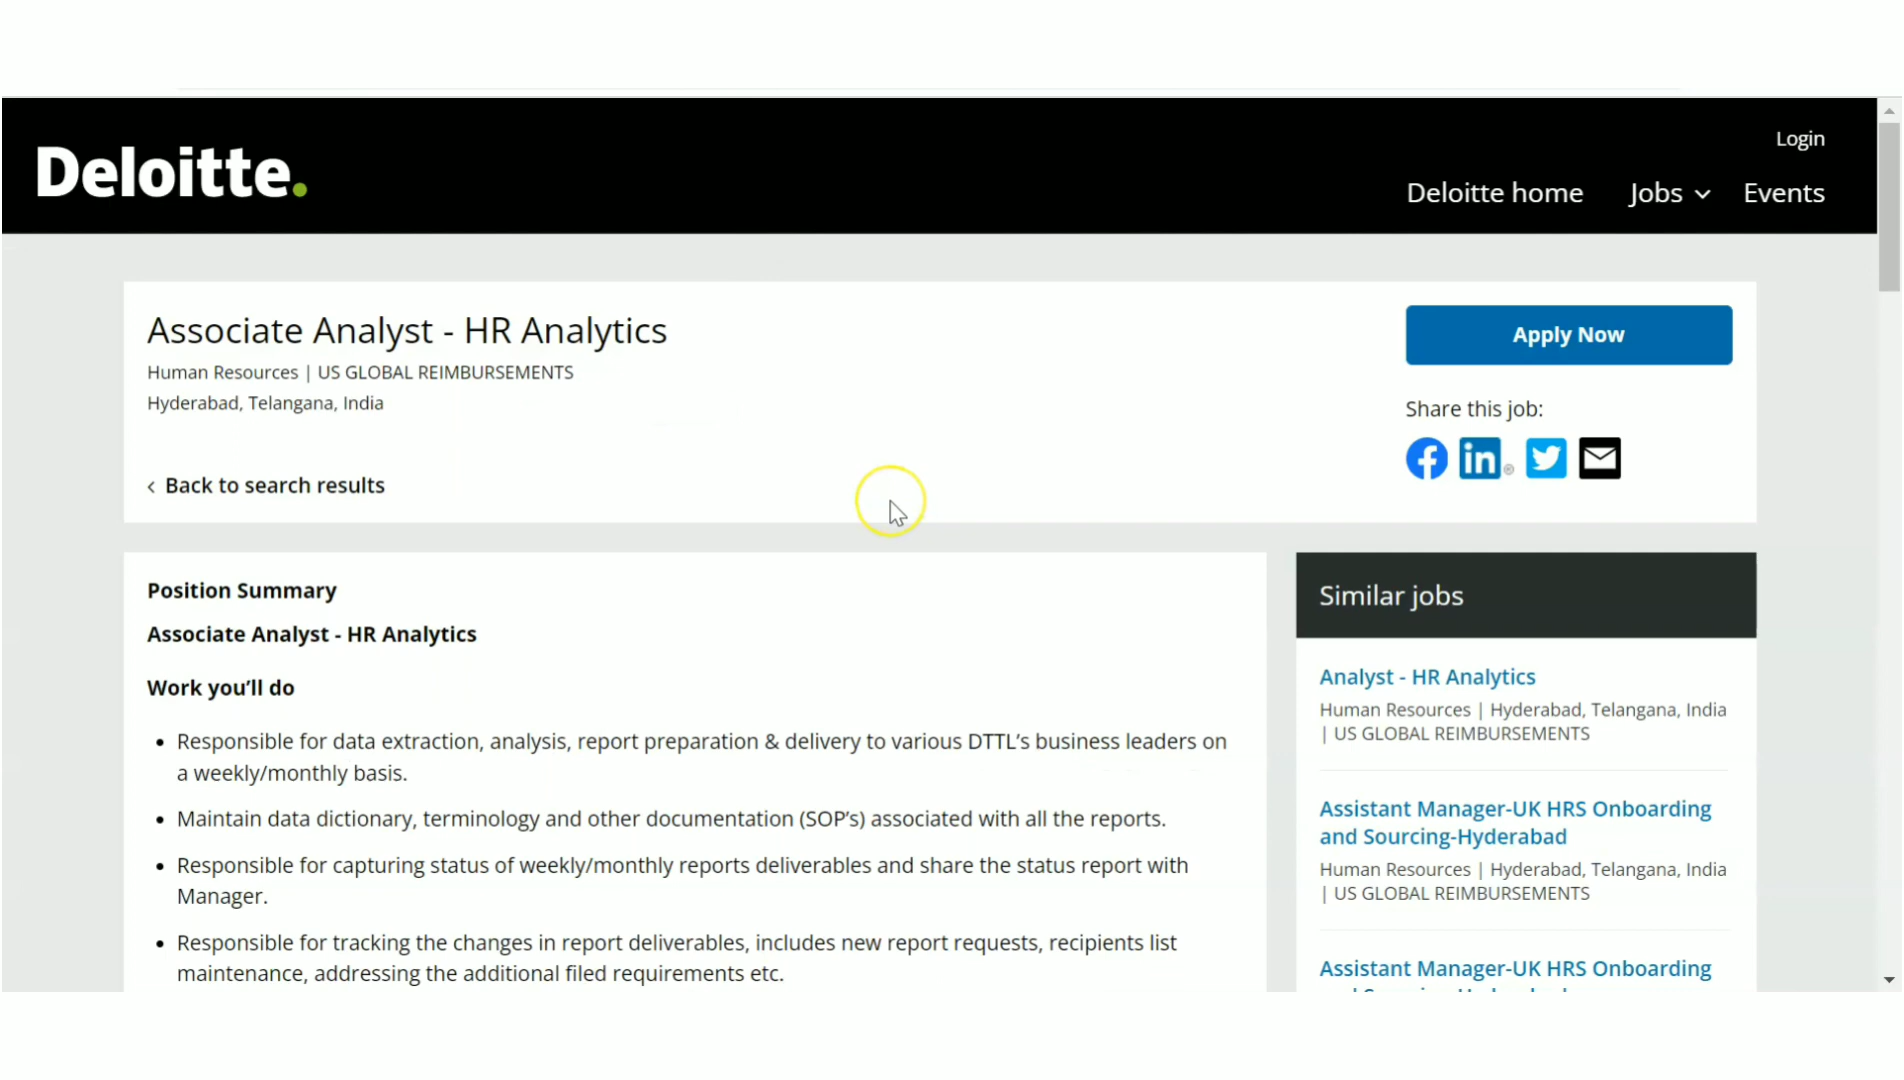 Login
Deloitte.
Deloitte home Jobs Events
Associate Analyst - HR Analytics
Human Resources | US GLOBAL REIMBURSEMENTS
Hyderabad, Telangana, India
Apply Now
Share this job:
Back to search results
Position Summary
Associate Analyst - HR Analytics
Work you’ll do
• Responsible for data extraction, analysis, report preparation & delivery to various DTTL’s business leaders on
a weekly/monthly basis.
• Maintain data dictionary, terminology and other documentation (SOP’s) associated with all the reports.
• Responsible for capturing status of weekly/monthly reports deliverables and share the status report with
Manager.
• Responsible for tracking the changes in report deliverables, includes new report requests, recipients list
maintenance, addressing the additional filed requirements etc.
Similar jobs
Analyst - HR Analytics
Human Resources | Hyderabad, Telangana, India
| US GLOBAL REIMBURSEMENTS
Assistant Manager-UK HRS Onboarding
and Sourcing-Hyderabad
Human Resources | Hyderabad, Telangana, India
| US GLOBAL REIMBURSEMENTS
Assistant Manager-UK HRS Onboarding